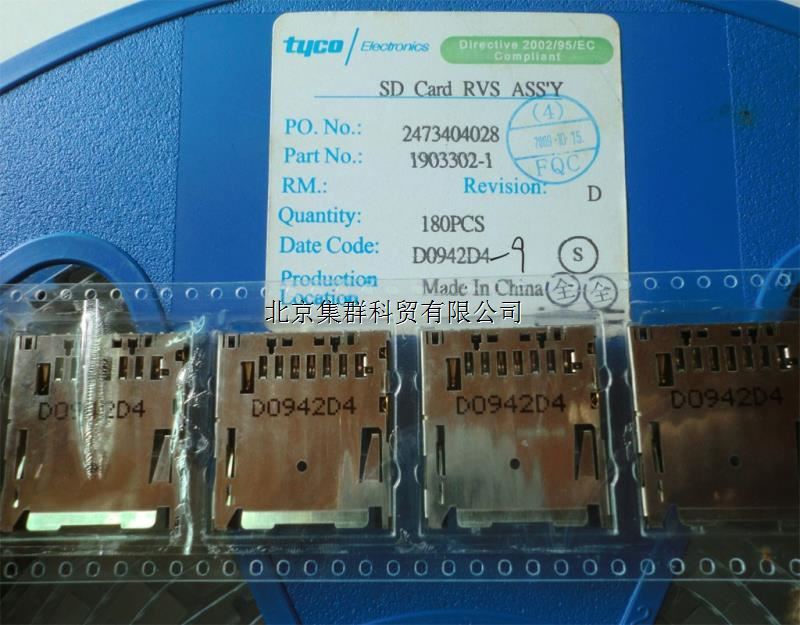 tyco / Electronics
Directive 2002/95/EC
Compliant
SD Card RVS ASS'Y
PO. No.: 2473404028
Part No.: 1903302-1
(4)
2009-10-15.
FQC
RM.:
Revision: D
Quantity: 180PCS
Date Code: D0942D4-9
S
Production
Location
Made In China
全 全
北京集群科贸有限公司
D0942D4
D0942D4
D0942D4
D0942D4